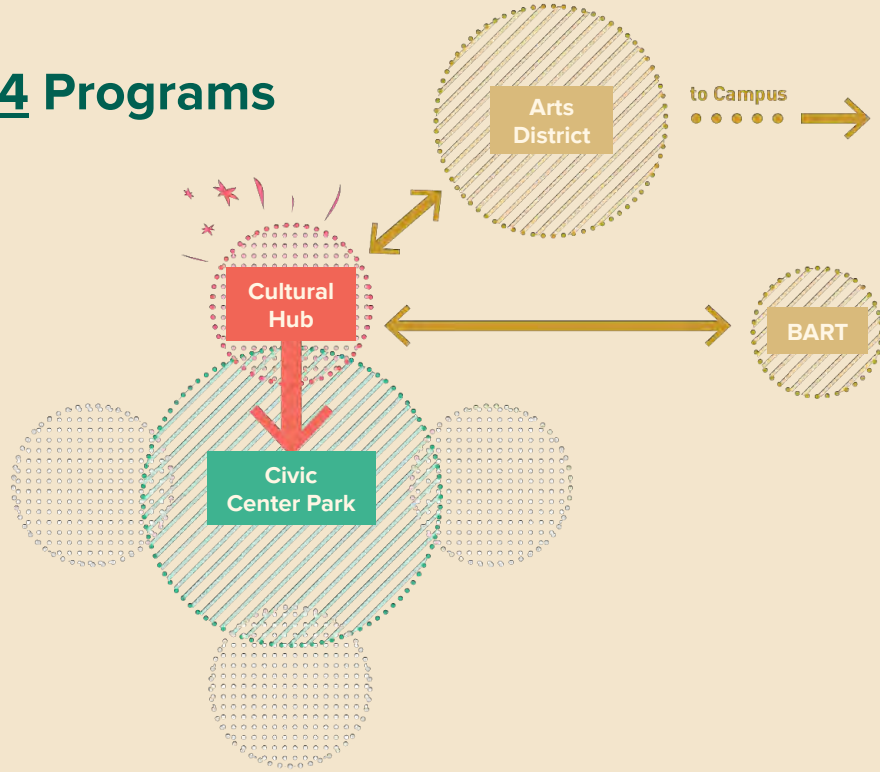 4 Programs
Arts
District
to Campus
Cultural
Hub
BART
Civic
Center Park